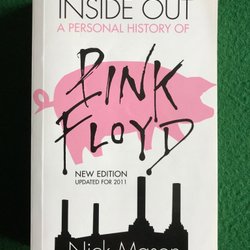 INSIDE OUT
A PERSONAL HISTORY OF
PINK
FLOYD
NEW EDITION
UPDATED FOR 2011
Nick Mason